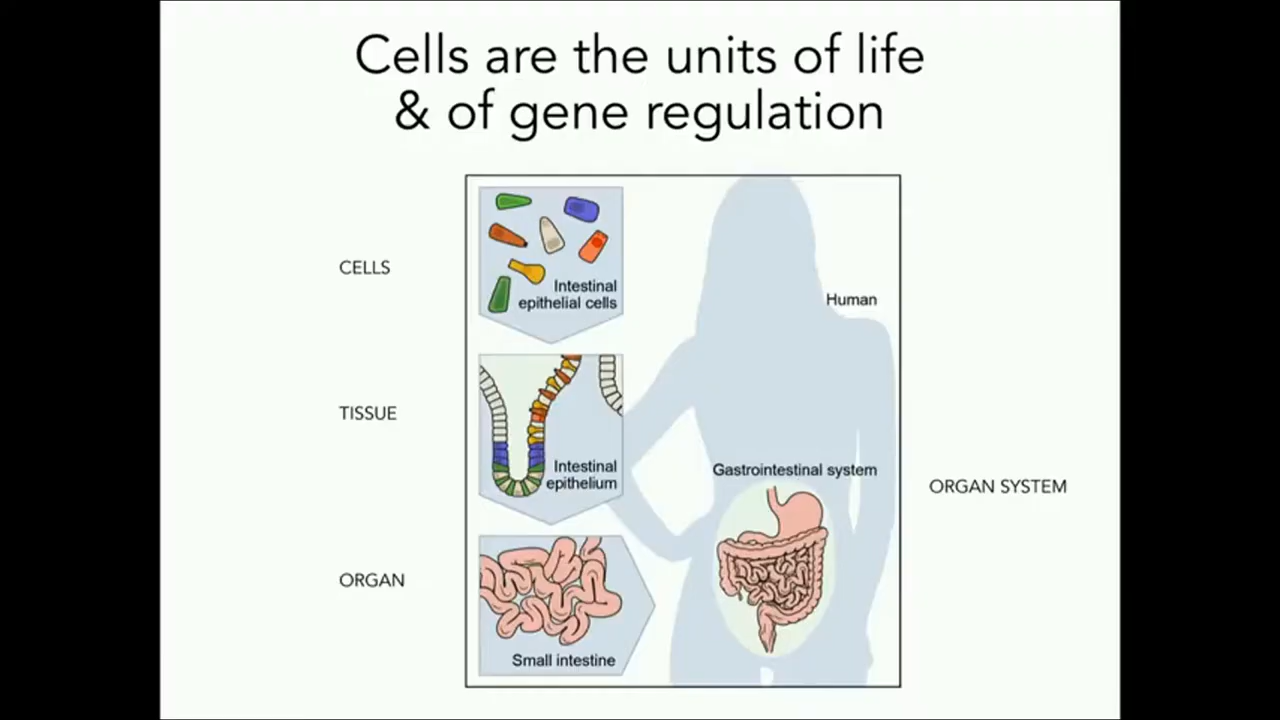 Cells are the units of life
& of gene regulation
CELLS
Intestinal
epithelial cells
Human
TISSUE
Intestinal
epithelium
Gastrointestinal system
ORGAN SYSTEM
ORGAN
Small intestine